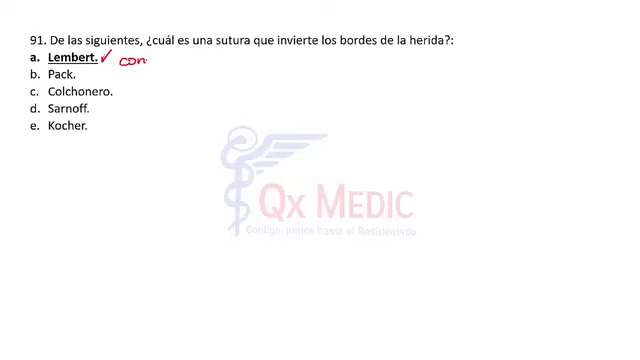 91. De las siguientes, ¿cuál es una sutura que invierte los bordes de la herida?:
a. Lembert. con
b. Pack.
c. Colchonero.
d. Sarnoff.
e. Kocher.
Qx MEDIC
Contigo, juntos hasta el Residentado